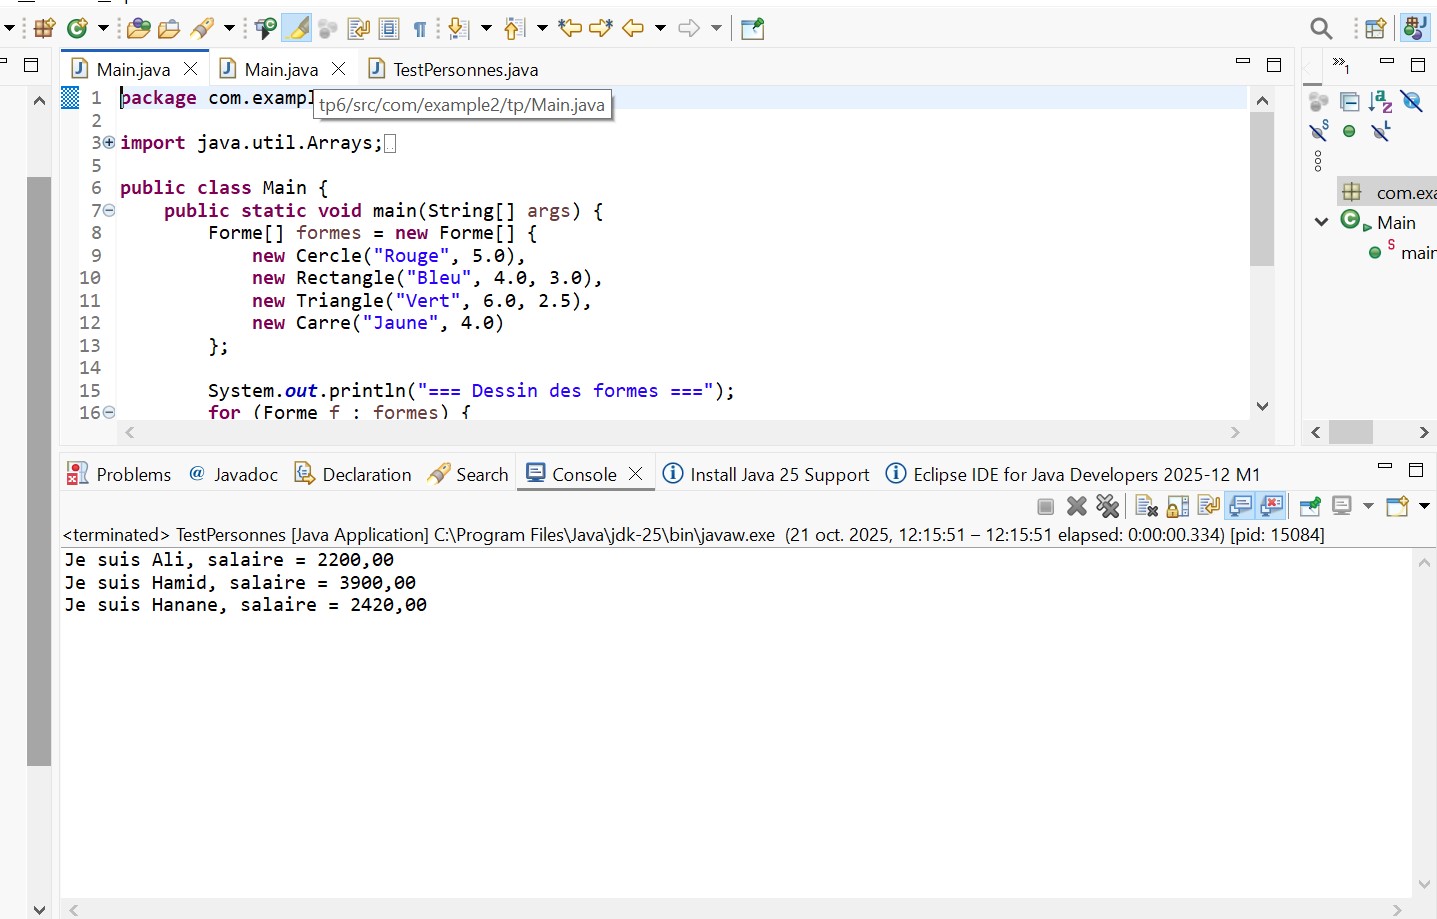 Main.java
Main.java
TestPersonnes.java
1
1 package com.exampl
tp6/src/com/example2/tp/Main.java
2
3 import java.util.Arrays;
5
6 public class Main {
7 public static void main(String[] args) {
8 Forme[] formes = new Forme[] {
9 new Cercle("Rouge", 5.0),
10 new Rectangle("Bleu", 4.0, 3.0),
11 new Triangle("Vert", 6.0, 2.5),
12 new Carre("Jaune", 4.0)
13 };
14
15 System.out.println("=== Dessin des formes ===");
16 for (Forme f : formes) {
com.exa
Main
main
Problems @ Javadoc Declaration Search Console Install Java 25 Support Eclipse IDE for Java Developers 2025-12 M1
<terminated> TestPersonnes [Java Application] C:\Program Files\Java\jdk-25\bin\javaw.exe (21 oct. 2025, 12:15:51 – 12:15:51 elapsed: 0:00:00.334) [pid: 15084]
Je suis Ali, salaire = 2200,00
Je suis Hamid, salaire = 3900,00
Je suis Hanane, salaire = 2420,00